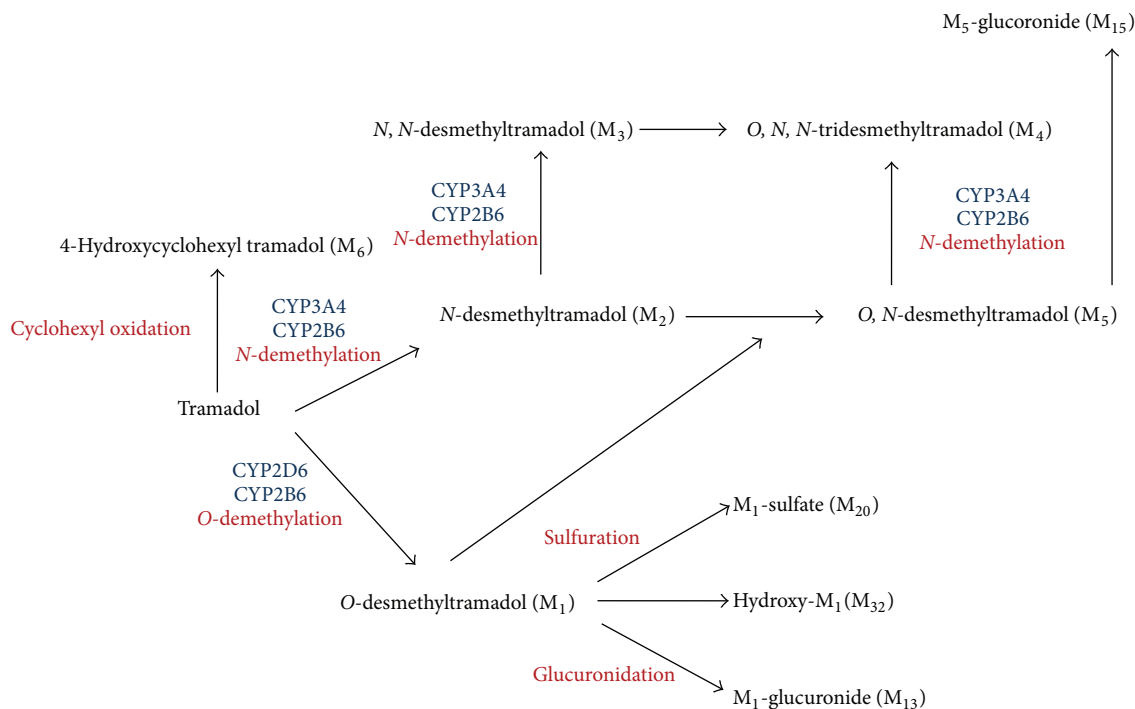 M₅-glucoronide (M₁₅)
N, N-desmethyltramadol (M₃)
O, N, N-tridesmethyltramadol (M₄)
CYP3A4
CYP2B6
N-demethylation
CYP3A4
CYP2B6
N-demethylation
4-Hydroxycyclohexyl tramadol (M₆)
Cyclohexyl oxidation
CYP3A4
CYP2B6
N-demethylation
N-desmethyltramadol (M₂)
O, N-desmethyltramadol (M₅)
Tramadol
CYP2D6
CYP2B6
O-demethylation
M₁-sulfate (M₂₀)
Sulfuration
O-desmethyltramadol (M₁)
Hydroxy-M₁(M₃₂)
Glucuronidation
M₁-glucuronide (M₁₃)